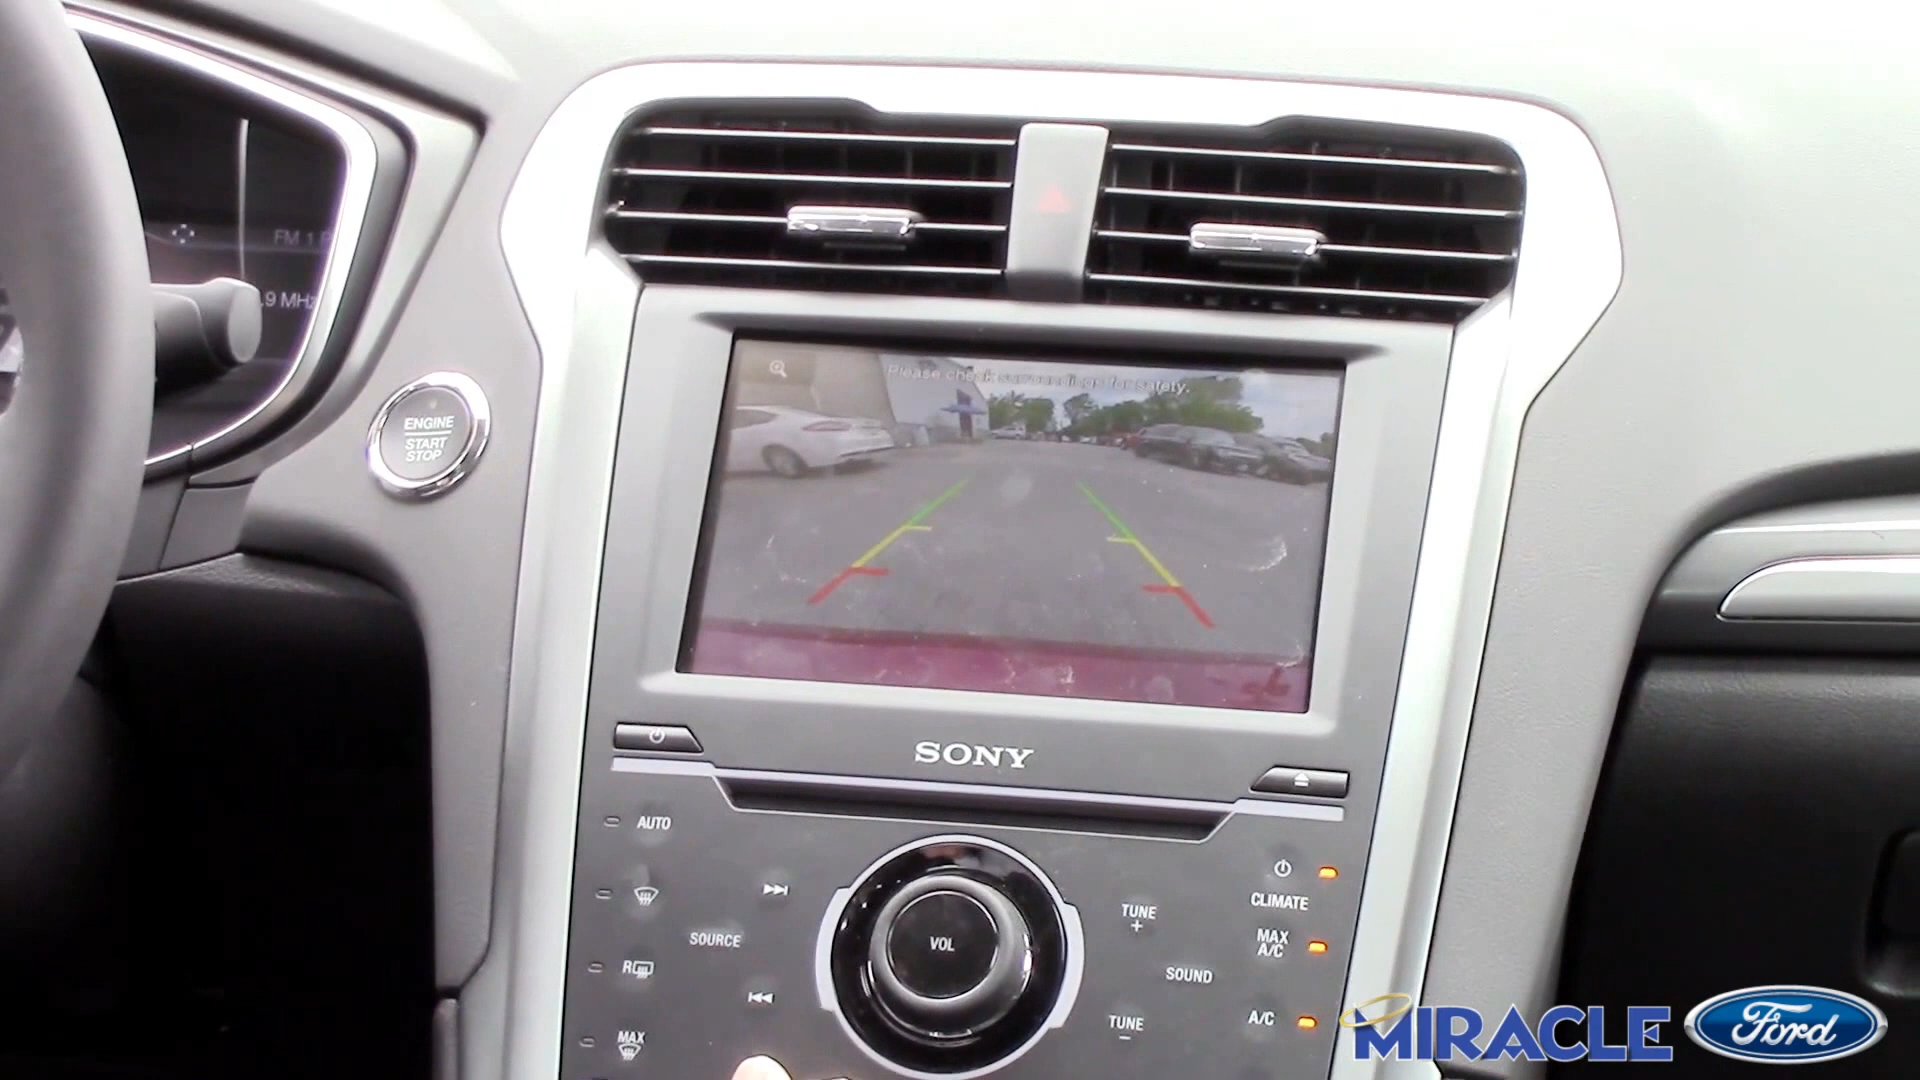 FM 1
.9 MHz
ENGINE
START
STOP
Please check surroundings for safety.
SONY
AUTO
SOURCE
R
MAX
VOL
TUNE
+
SOUND
TUNE
-
CLIMATE
MAX
A/C
A/C
MIRACLE Ford